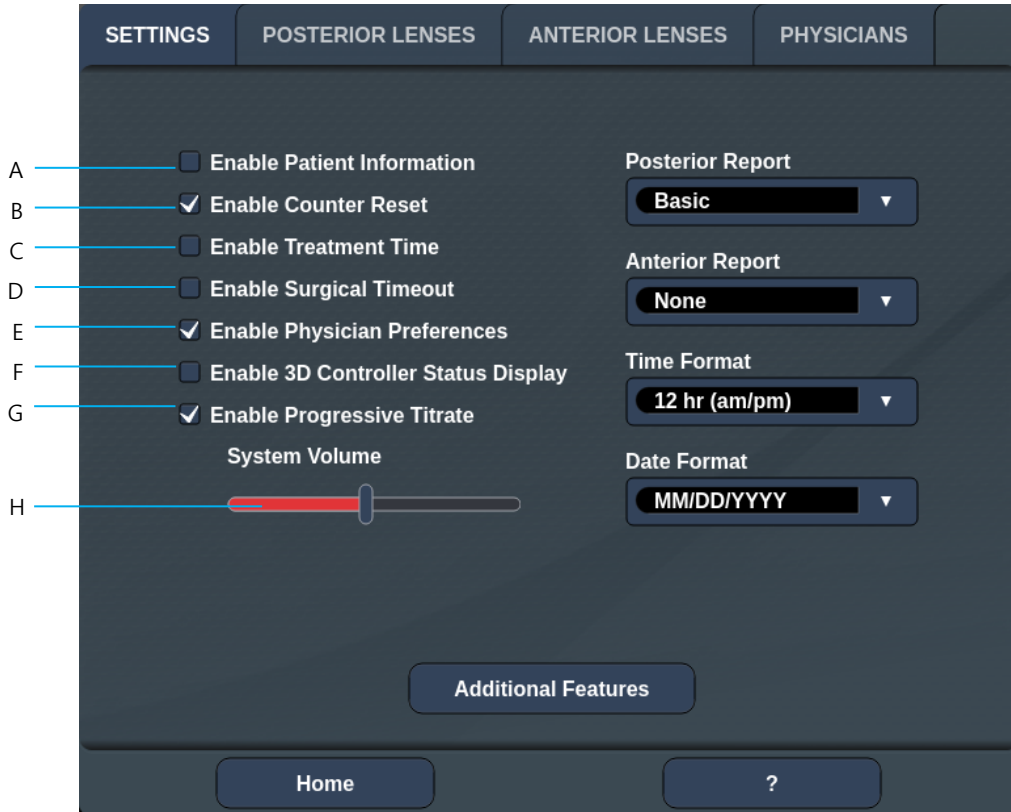 SETTINGS POSTERIOR LENSES ANTERIOR LENSES PHYSICIANS
A Enable Patient Information
B Enable Counter Reset
C Enable Treatment Time
D Enable Surgical Timeout
E Enable Physician Preferences
F Enable 3D Controller Status Display
G Enable Progressive Titrate
System Volume
H
Posterior Report
Basic
Anterior Report
None
Time Format
12 hr (am/pm)
Date Format
MM/DD/YYYY
Additional Features
Home ?